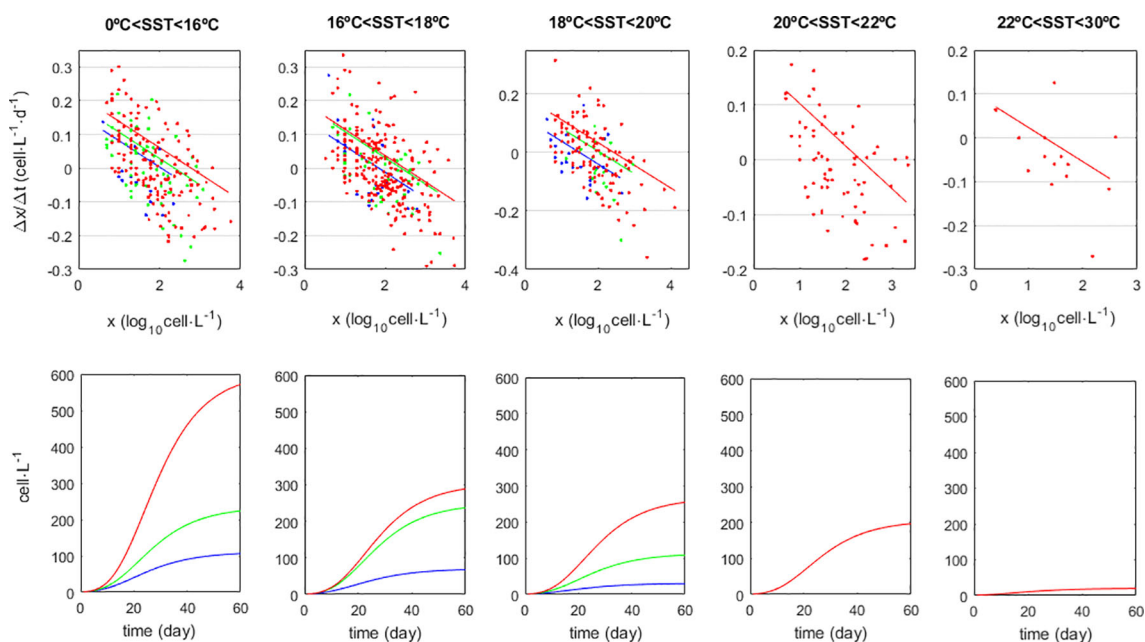 0ºC<SST<16ºC 16ºC<SST<18ºC 18ºC<SST<20ºC 20ºC<SST<22ºC 22ºC<SST<30ºC
Δx/Δt (cell·L⁻¹·d⁻¹)
0.3
0.2
0.1
0
-0.1
-0.2
-0.3
0 1 2 3 4
x (log₁₀cell·L⁻¹)
0.3
0.2
0.1
0
-0.1
-0.2
-0.3
0 2 4
x (log₁₀cell·L⁻¹)
0.2
0
-0.2
-0.4
0 2 4
x (log₁₀cell·L⁻¹)
0.2
0.1
0
-0.1
-0.2
0 1 2 3
x (log₁₀cell·L⁻¹)
0.2
0.1
0
-0.1
-0.2
-0.3
0 1 2 3
x (log₁₀cell·L⁻¹)
cell·L⁻¹
600
500
400
300
200
100
0
0 20 40 60
time (day)
600
500
400
300
200
100
0
0 20 40 60
time (day)
600
500
400
300
200
100
0
0 20 40 60
time (day)
600
500
400
300
200
100
0
0 20 40 60
time (day)
600
500
400
300
200
100
0
0 20 40 60
time (day)